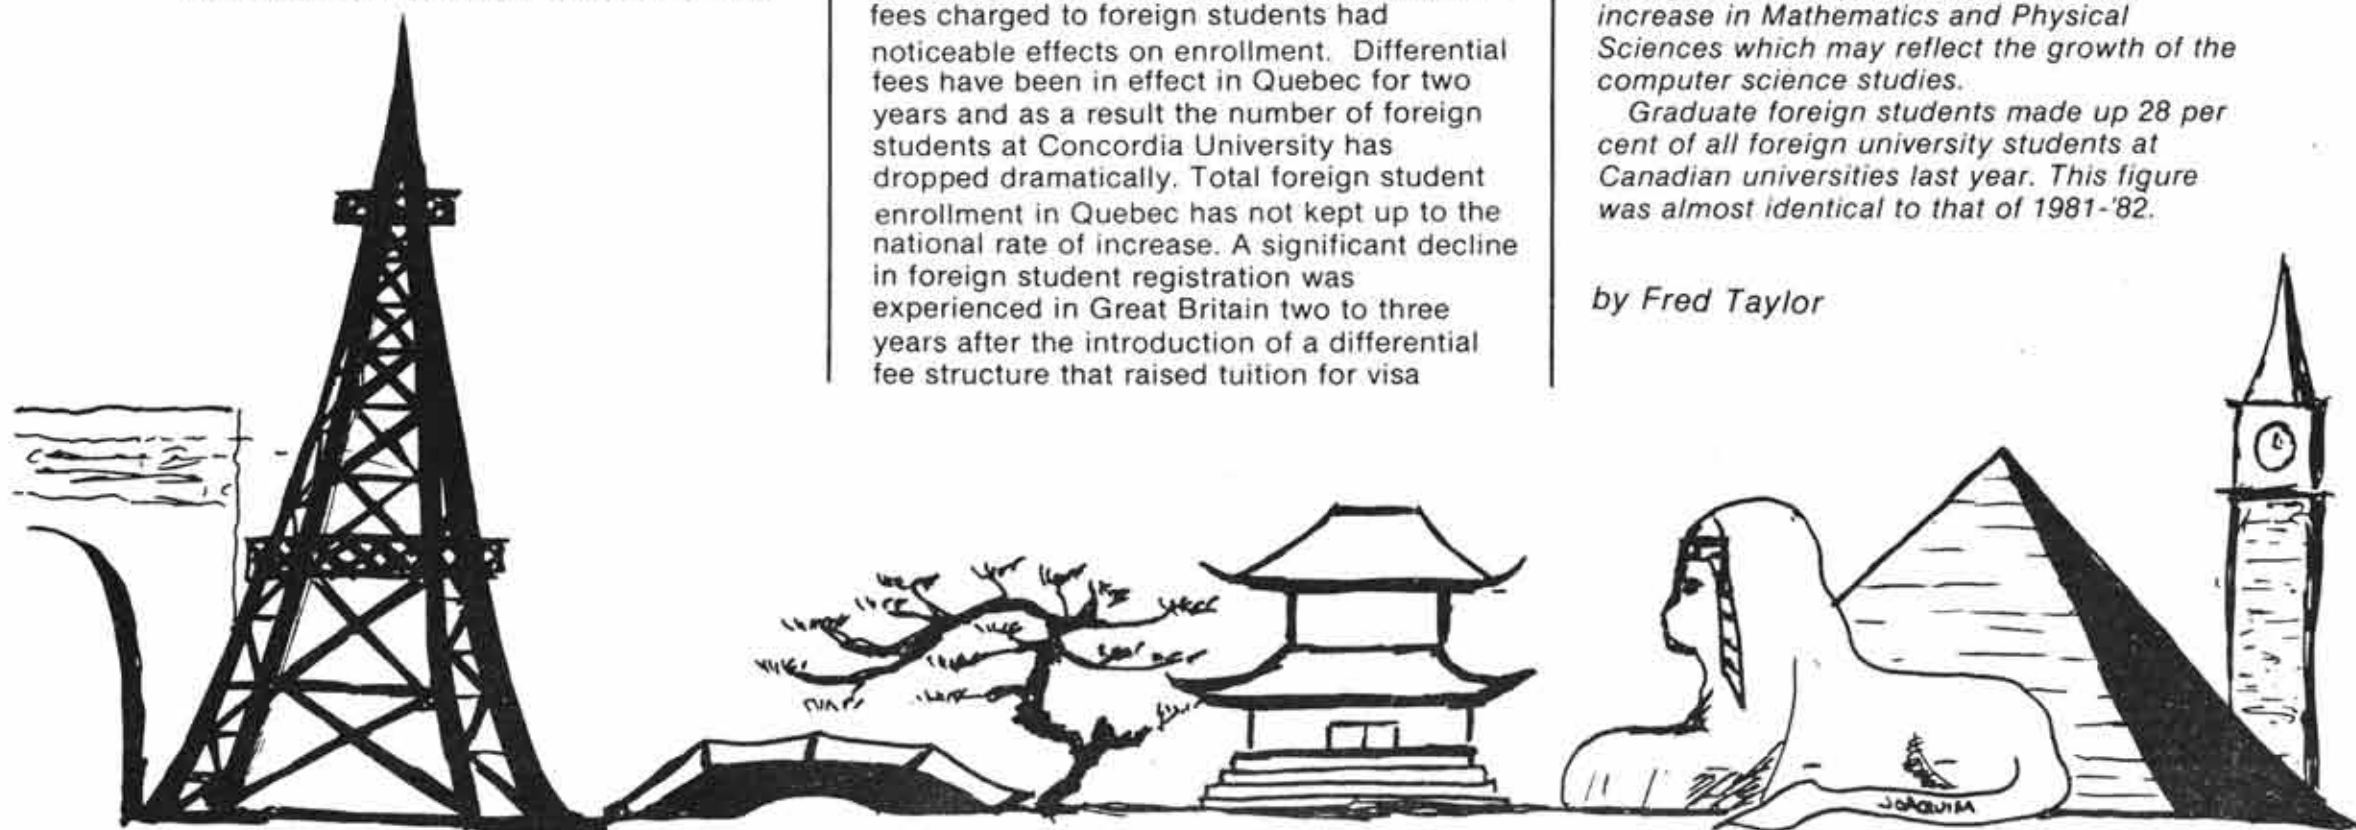 fees charged to foreign students had
noticeable effects on enrollment. Differential
fees have been in effect in Quebec for two
years and as a result the number of foreign
students at Concordia University has
dropped dramatically. Total foreign student
enrollment in Quebec has not kept up to the
national rate of increase. A significant decline
in foreign student registration was
experienced in Great Britain two to three
years after the introduction of a differential
fee structure that raised tuition for visa
increase in Mathematics and Physical
Sciences which may reflect the growth of the
computer science studies.
Graduate foreign students made up 28 per
cent of all foreign university students at
Canadian universities last year. This figure
was almost identical to that of 1981-'82.
by Fred Taylor
JOAQUIM